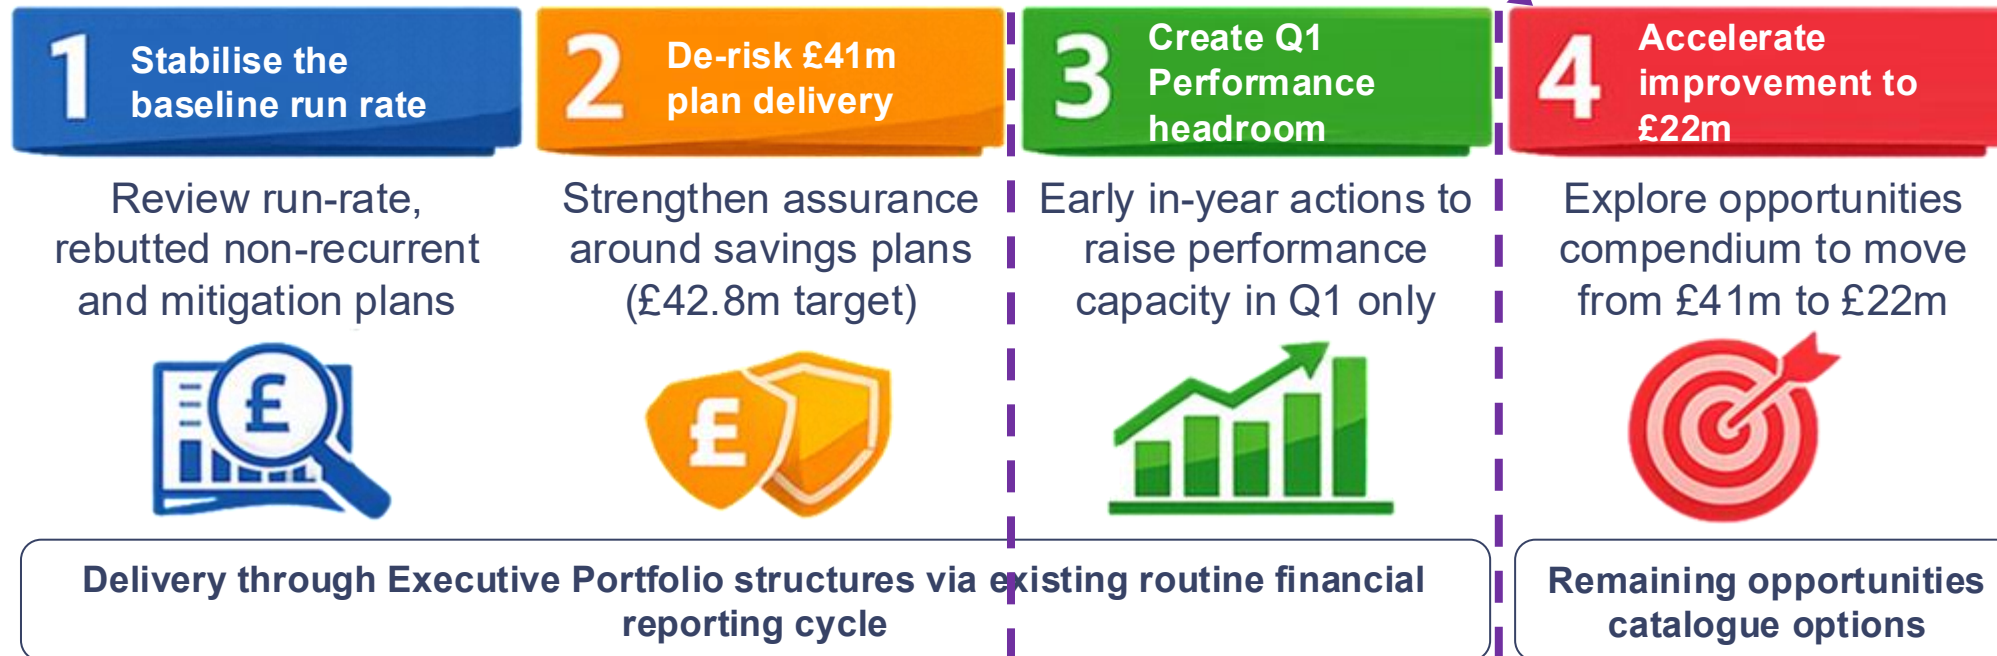 1
Stabilise the
baseline run rate
Review run-rate,
rebutted non-recurrent
and mitigation plans
£
2
De-risk £41m
plan delivery
Strengthen assurance
around savings plans
(£42.8m target)
£
3
Create Q1
Performance
headroom
Early in-year actions to
raise performance
capacity in Q1 only
4
Accelerate
improvement to
£22m
Explore opportunities
compendium to move
from £41m to £22m
Delivery through Executive Portfolio structures via existing routine financial
reporting cycle
Remaining opportunities
catalogue options